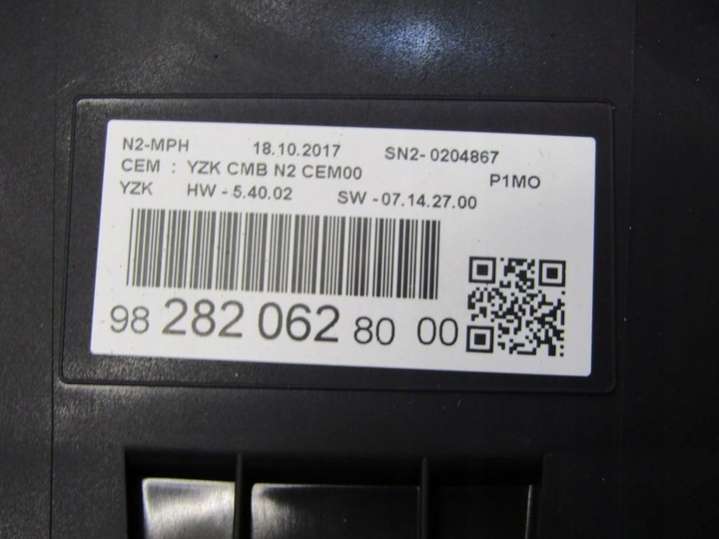 N2-MPH 18.10.2017 SN2- 0204867
CEM : YZK CMB N2 CEM00 P1MO
YZK HW - 5.40.02 SW - 07.14.27.00
98 282 062 80 00